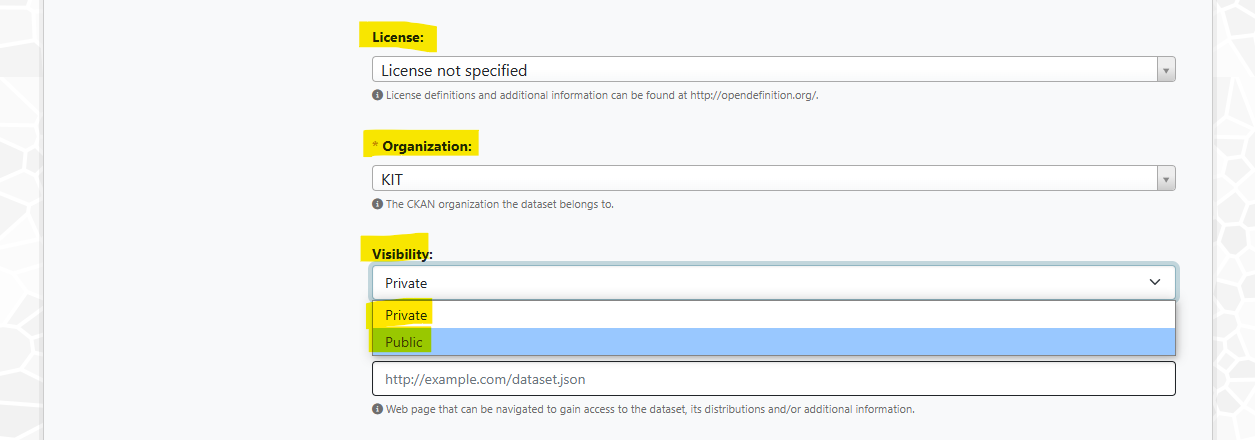 License:
License not specified
License definitions and additional information can be found at http://opendefinition.org/.
* Organization:
KIT
The CKAN organization the dataset belongs to.
Visibility:
Private
Private
Public
http://example.com/dataset.json
Web page that can be navigated to gain access to the dataset, its distributions and/or additional information.